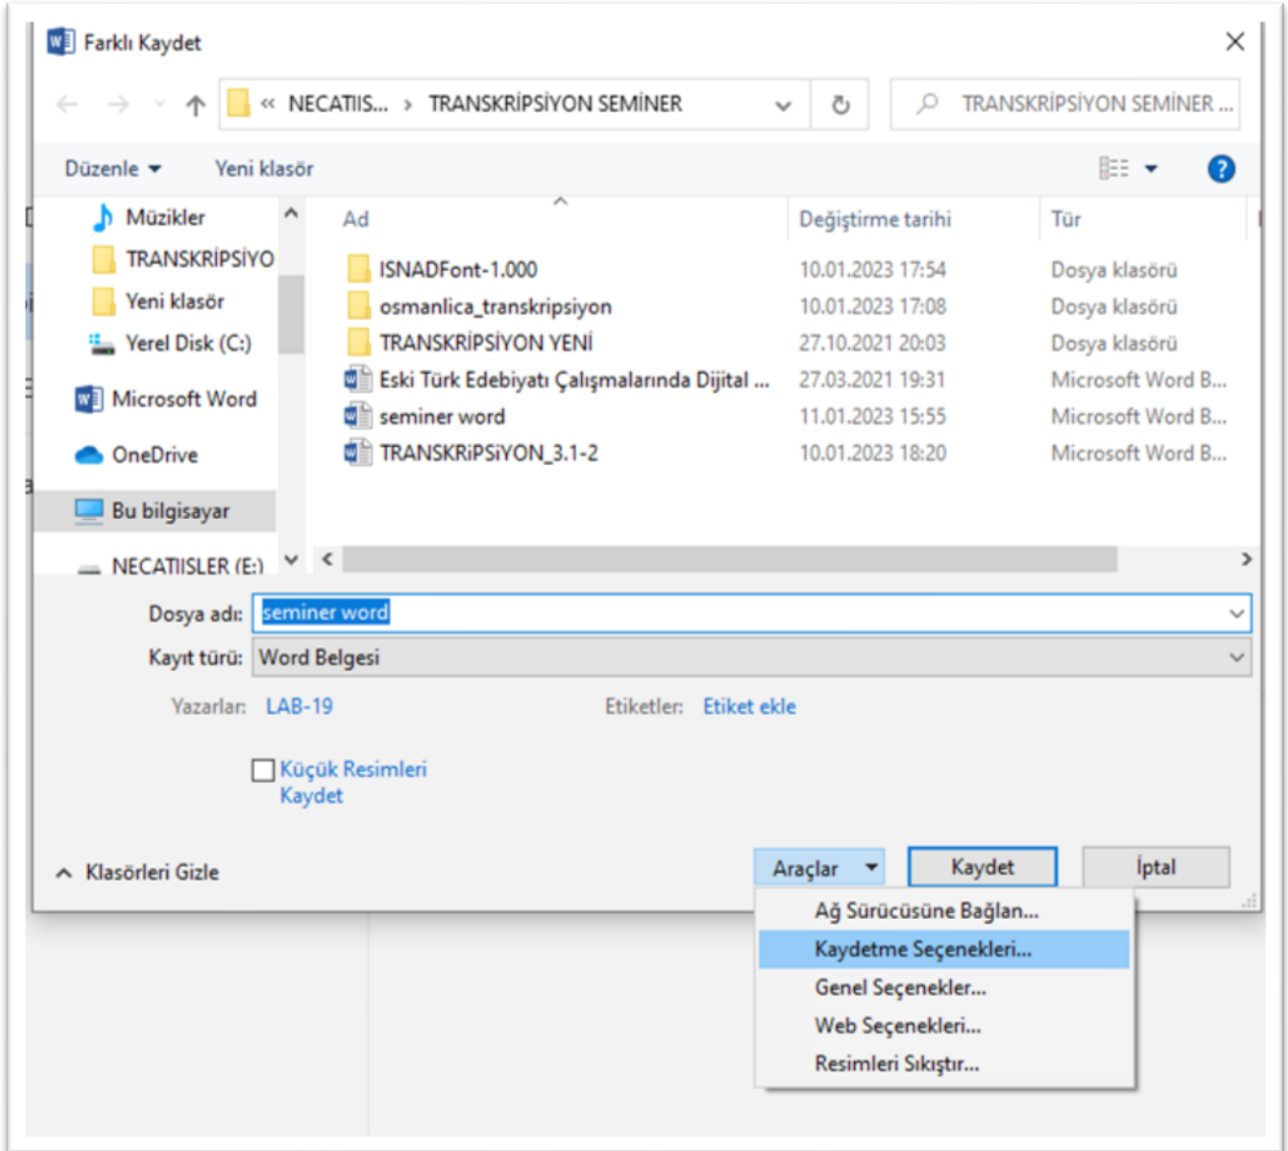 Farklı Kaydet
« NECATIIS... › TRANSKRİPSİYON SEMİNER
TRANSKRİPSİYON SEMİNER ...
Düzenle
Yeni klasör
Müzikler
TRANSKRİPSİYO
Yeni klasör
Yerel Disk (C:)
Microsoft Word
OneDrive
Bu bilgisayar
NECATIISLER (E:)
Ad Değiştirme tarihi Tür
ISNADFont-1.000 10.01.2023 17:54 Dosya klasörü
osmanlica_transkripsiyon 10.01.2023 17:08 Dosya klasörü
TRANSKRİPSİYON YENİ 27.10.2021 20:03 Dosya klasörü
Eski Türk Edebiyatı Çalışmalarında Dijital ... 27.03.2021 19:31 Microsoft Word B...
seminer word 11.01.2023 15:55 Microsoft Word B...
TRANSKRiPSiYON_3.1-2 10.01.2023 18:20 Microsoft Word B...
Dosya adı: seminer word
Kayıt türü: Word Belgesi
Yazarlar: LAB-19
Etiketler: Etiket ekle
Küçük Resimleri
Kaydet
Klasörleri Gizle
Araçlar
Kaydet
İptal
Ağ Sürücüsüne Bağlan...
Kaydetme Seçenekleri...
Genel Seçenekler...
Web Seçenekleri...
Resimleri Sıkıştır...